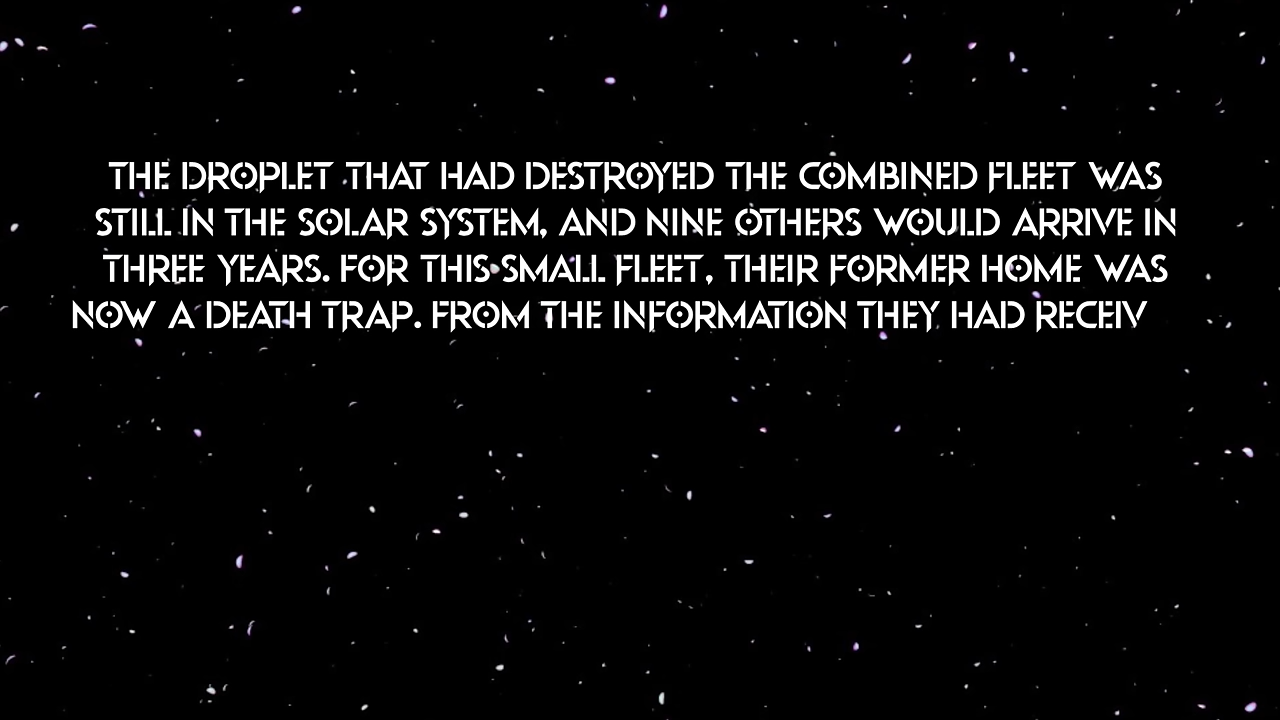 THE DROPLET THAT HAD DESTROYED THE COMBINED FLEET WAS
STILL IN THE SOLAR SYSTEM, AND NINE OTHERS WOULD ARRIVE IN
THREE YEARS. FOR THIS SMALL FLEET, THEIR FORMER HOME WAS
NOW A DEATH TRAP. FROM THE INFORMATION THEY HAD RECEIV